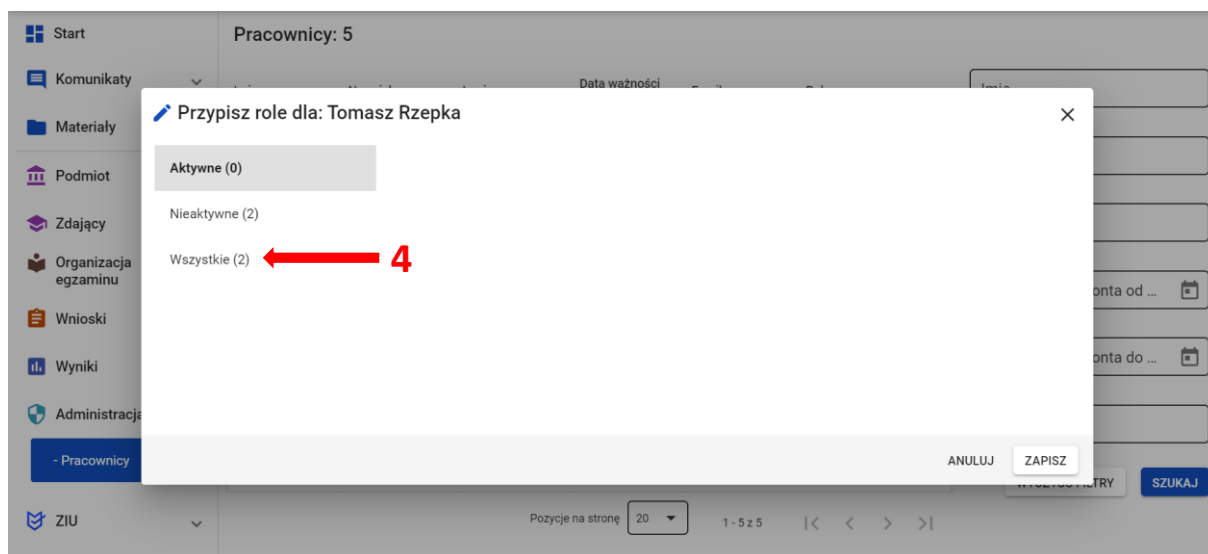 Start
Komunikaty
Materiały
Podmiot
Zdający
Organizacja
egzaminu
Wnioski
Wyniki
Administracja
- Pracownicy
ZIU
Pracownicy: 5
Data ważności
Przypisz role dla: Tomasz Rzepka
Aktywne (0)
Nieaktywne (2)
Wszystkie (2)
4
ANULUJ
ZAPISZ
onta od ...
onta do ...
SZUKAJ
Pozycje na stronę
20
1 - 5 z 5